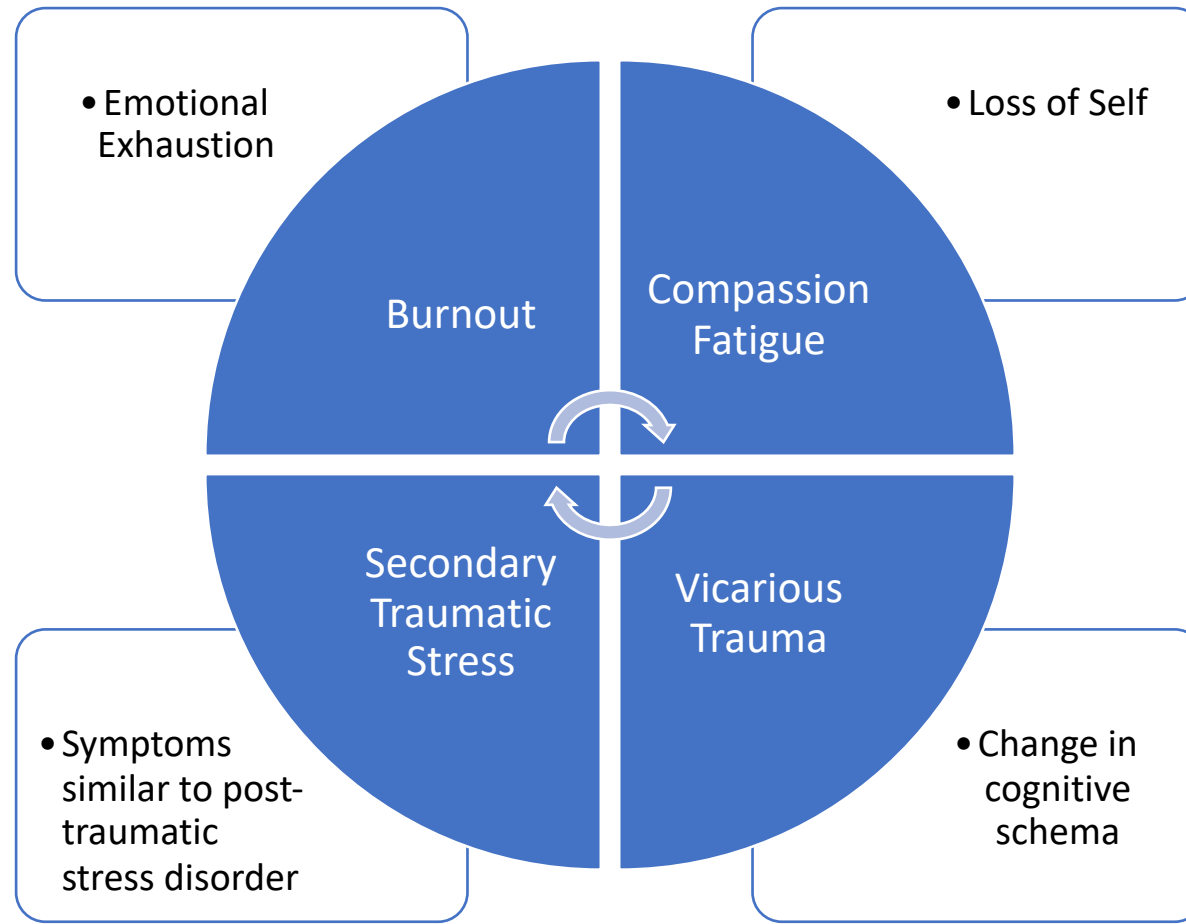 • Emotional
Exhaustion
• Loss of Self
Burnout
Compassion
Fatigue
Secondary
Traumatic
Stress
Vicarious
Trauma
• Symptoms
similar to post-
traumatic
stress disorder
• Change in
cognitive
schema